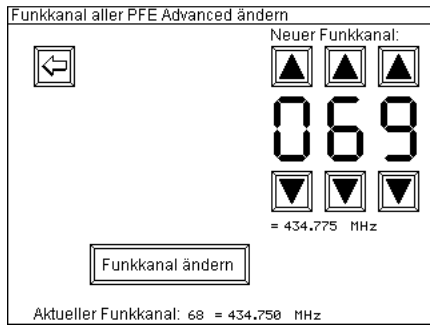 Funkkanal aller PFE Advanced ändern
Neuer Funkkanal:
069
= 434.775 MHz
Funkkanal ändern
Aktueller Funkkanal: 68 = 434.750 MHz